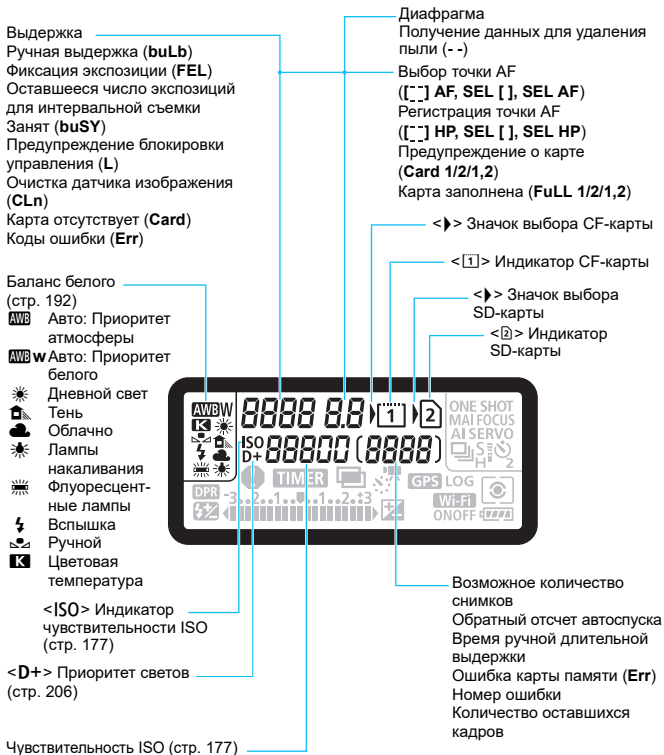 Выдержка
Ручная выдержка (buLb)
Фиксация экспозиции (FEL)
Оставшееся число экспозиций
для интервальной съемки
Занят (buSY)
Предупреждение блокировки
управления (L)
Очистка датчика изображения
(CLn)
Карта отсутствует (Card)
Коды ошибки (Err)
Диафрагма
Получение данных для удаления
пыли (- -)
Выбор точки AF
([ ] AF, SEL [ ], SEL AF)
Регистрация точки AF
([ ] HP, SEL [ ], SEL HP)
Предупреждение о карте
(Card 1/2/1,2)
Карта заполнена (FuLL 1/2/1,2)
< > Значок выбора CF-карты
<1> Индикатор CF-карты
< > Значок выбора
SD-карты
<2> Индикатор
SD-карты
Баланс белого
(стр. 192)
AWB Авто: Приоритет
атмосферы
AWB W Авто: Приоритет
белого
Дневной свет
Тень
Облачно
Лампы
накаливания
Флуоресцент-
ные лампы
Вспышка
Ручной
K Цветовая
температура
AWB W 8888 8.8 1 2 ONE SHOT
K MAI FOCUS
ISO 88800 (8888) AI SERVO
D+ S H 2
TIMER GPS LOG
DPR -3..2..1.. ..1..2.+3 Wi-Fi
ONOFF
<ISO> Индикатор
чувствительности ISO
(стр. 177)
<D+> Приоритет светов
(стр. 206)
Чувствительность ISO (стр. 177)
Возможное количество
снимков
Обратный отсчет автоспуска
Время ручной длительной
выдержки
Ошибка карты памяти (Err)
Номер ошибки
Количество оставшихся
кадров